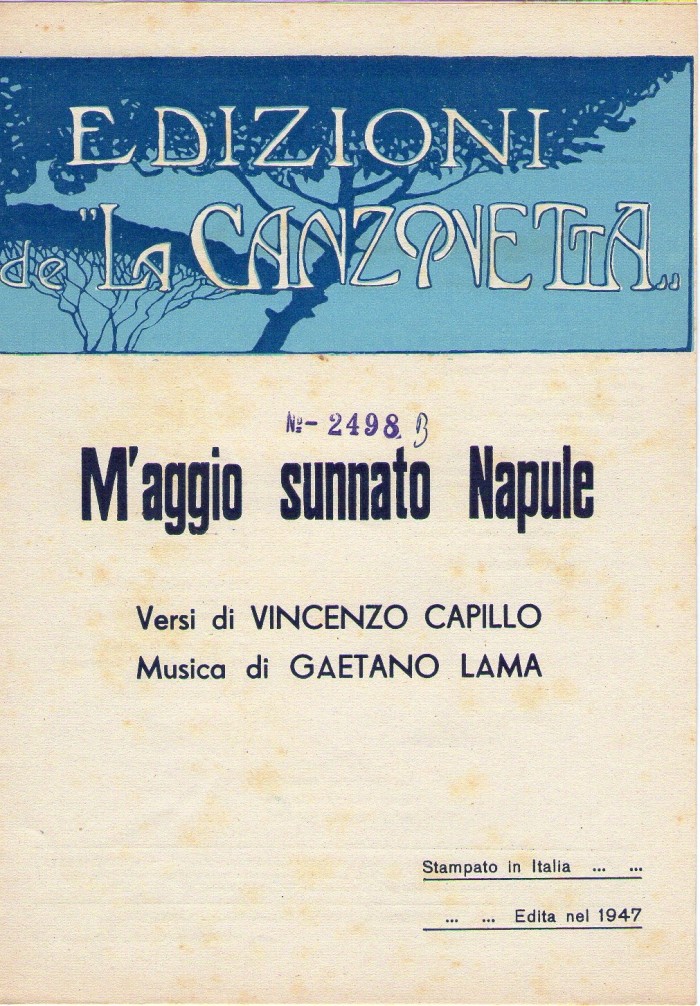 EDIZIONI
de "LA CANZONETTA„
No- 2498 B
M'aggio sunnato Napule
Versi di VINCENZO CAPILLO
Musica di GAETANO LAMA
Stampato in Italia ... ...
... ... Edita nel 1947